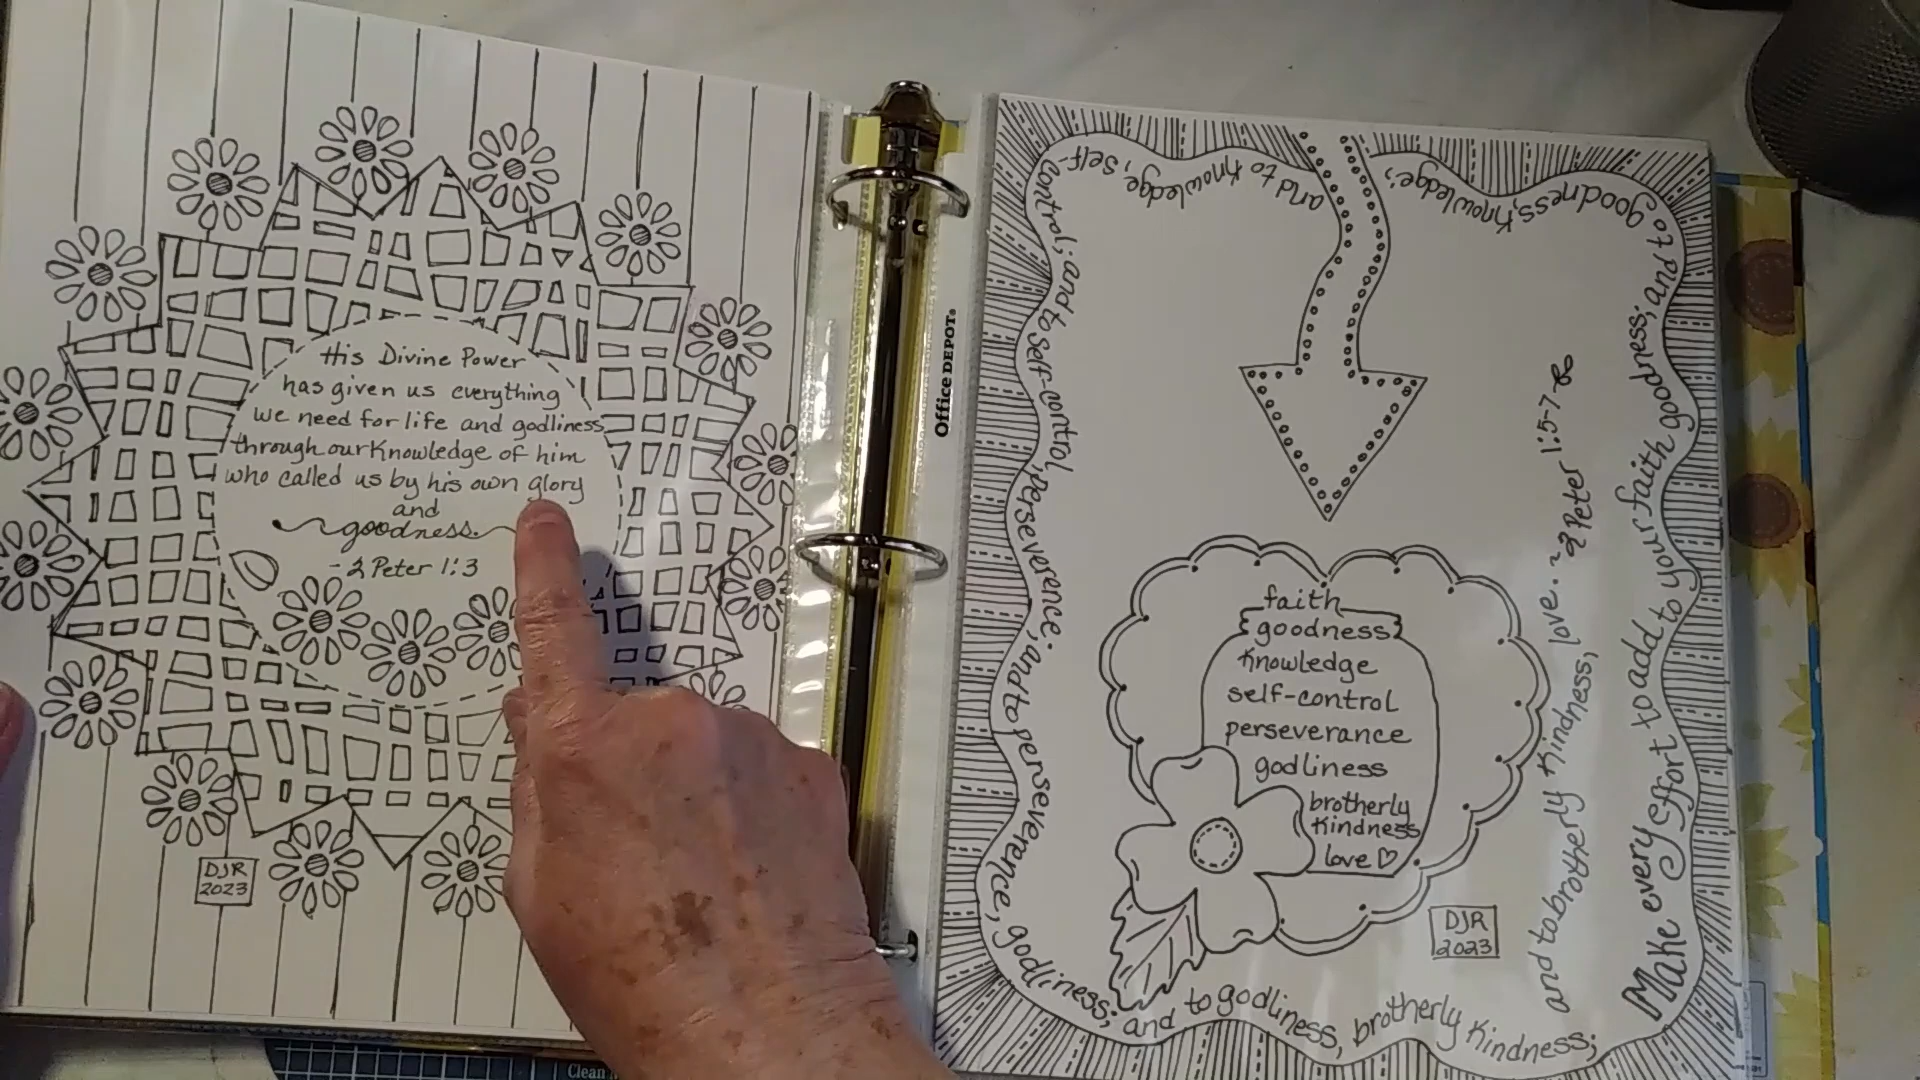 His Divine Power
has given us everything
we need for life and godliness
through our knowledge of him
who called us by his own glory
and
goodness.
- 2 Peter 1:3
DJR
2023
Office DEPOT®
Make every effort to add to your faith goodness; and to
goodness, knowledge;
and to knowledge, self-
control; and to self-control, perseverence; and to perseverence, godliness; and to godliness, brotherly kindness;
and to brotherly kindness, love. ~ 2 Peter 1:5-7
faith
goodness
knowledge
self-control
perseverance
godliness
brotherly
kindness
love
DJR
2023
Clean